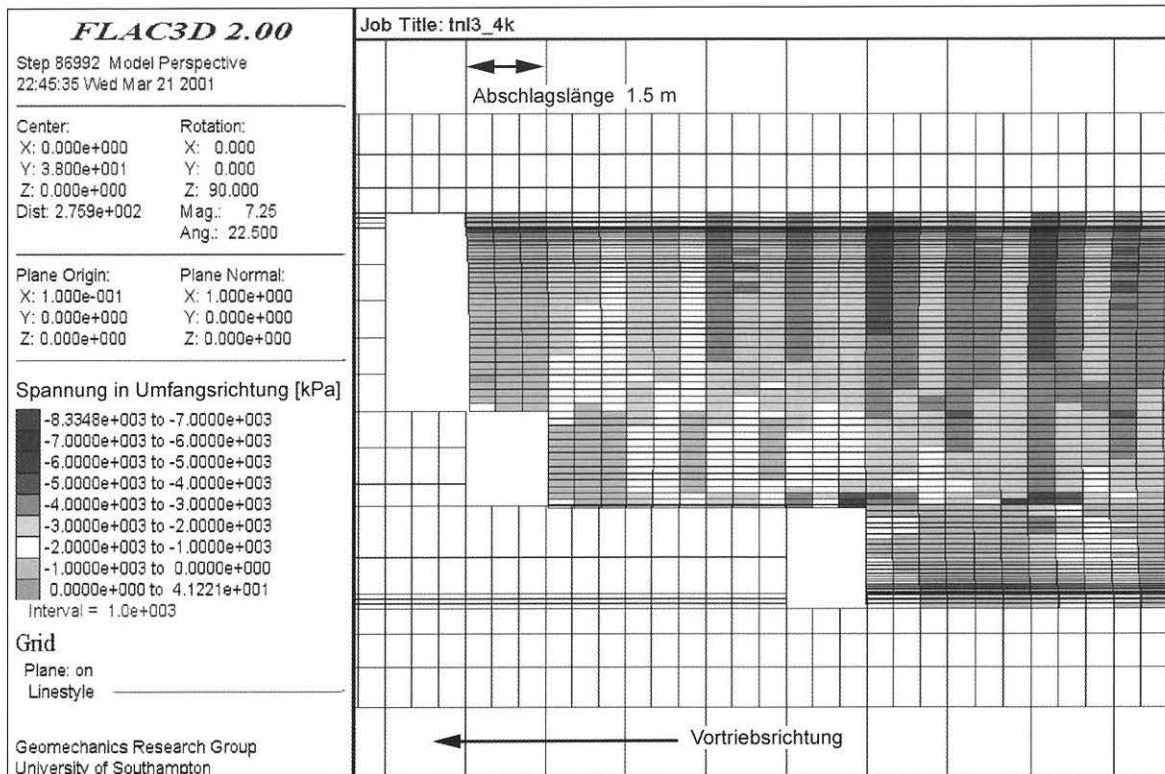 FLAC3D 2.00
Step 86992 Model Perspective
22:45:35 Wed Mar 21 2001
Center: Rotation:
X: 0.000e+000 X: 0.000
Y: 3.800e+001 Y: 0.000
Z: 0.000e+000 Z: 90.000
Dist: 2.759e+002 Mag.: 7.25
Ang.: 22.500
Plane Origin: Plane Normal:
X: 1.000e-001 X: 1.000e+000
Y: 0.000e+000 Y: 0.000e+000
Z: 0.000e+000 Z: 0.000e+000
Spannung in Umfangsrichtung [kPa]
-8.3348e+003 to -7.0000e+003
-7.0000e+003 to -6.0000e+003
-6.0000e+003 to -5.0000e+003
-5.0000e+003 to -4.0000e+003
-4.0000e+003 to -3.0000e+003
-3.0000e+003 to -2.0000e+003
-2.0000e+003 to -1.0000e+003
-1.0000e+003 to 0.0000e+000
0.0000e+000 to 4.1221e+001
Interval = 1.0e+003
Grid
Plane: on
Linestyle
Geomechanics Research Group
University of Southampton
Job Title: tnl3_4k
Abschlagslänge 1.5 m
Vortriebsrichtung